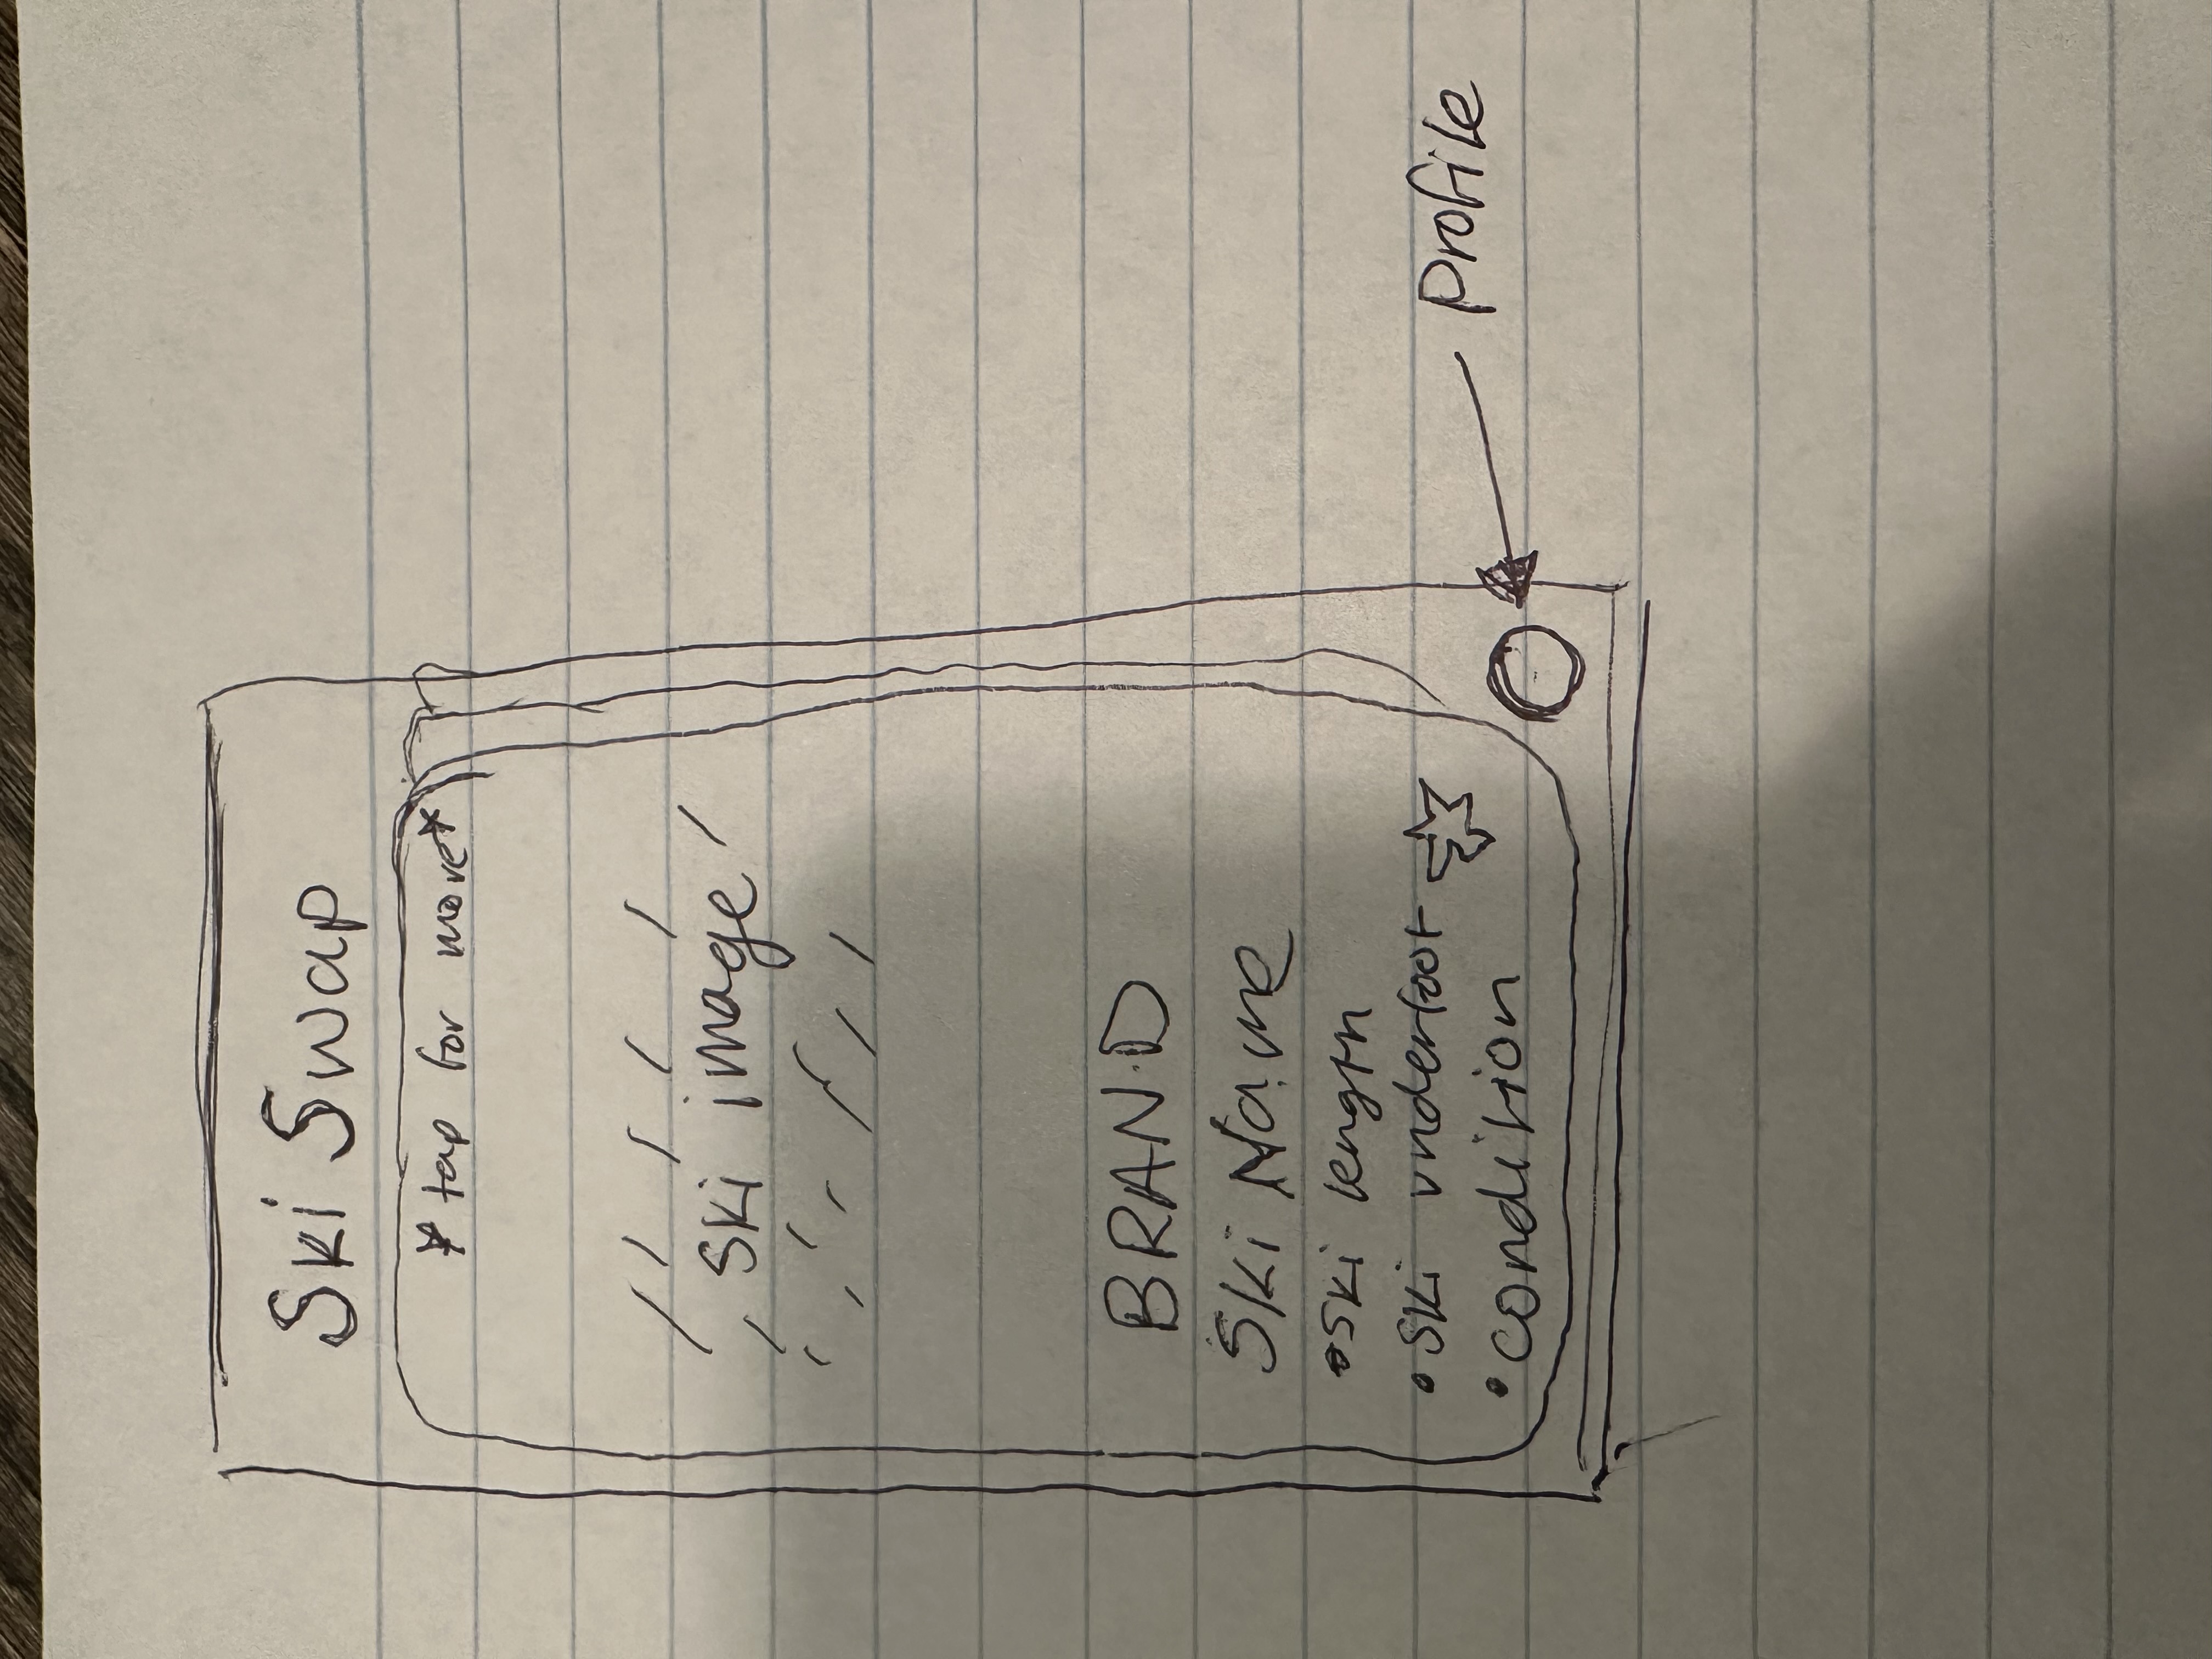 Ski Swap
* tap for more*
ski image
BRAND
Ski Name
• ski length
• ski underfoot
• condition
Profile